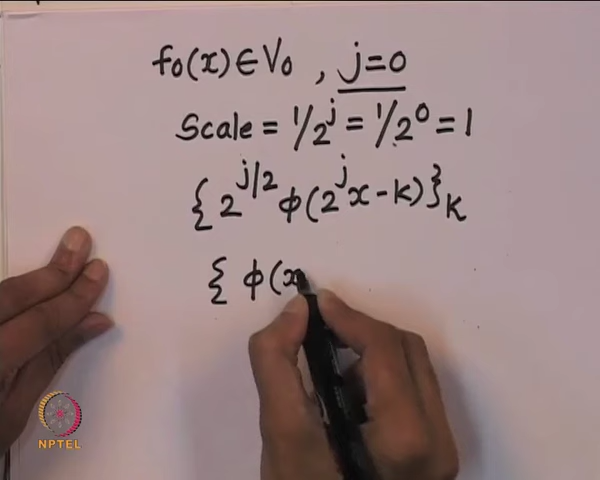 f₀(x) ∈ V₀ , j=0
Scale = 1/2^j = 1/2^0 = 1
{ 2^{j/2} ϕ(2^j x - k) }_k
{ ϕ(x
NPTEL